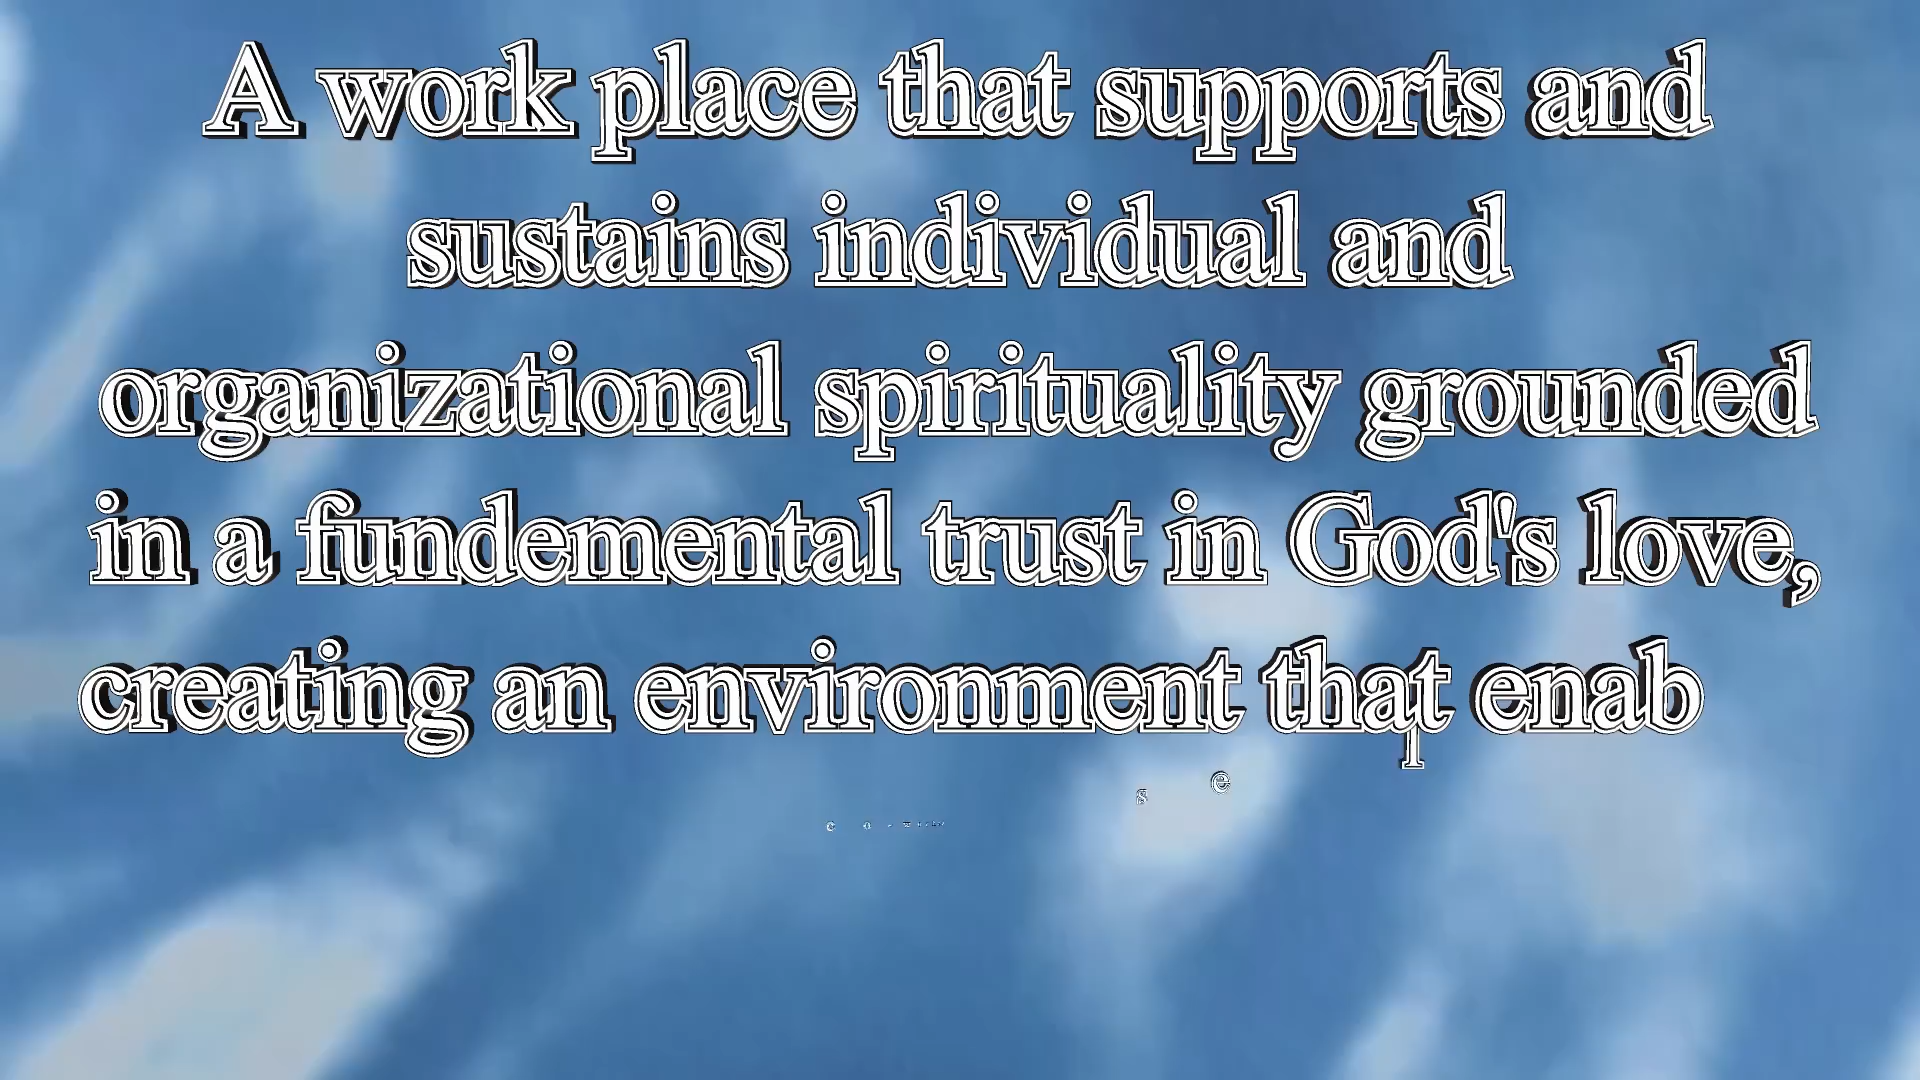 A work place that supports and
sustains individual and
organizational spirituality grounded
in a fundemental trust in God's love,
creating an environment that enab